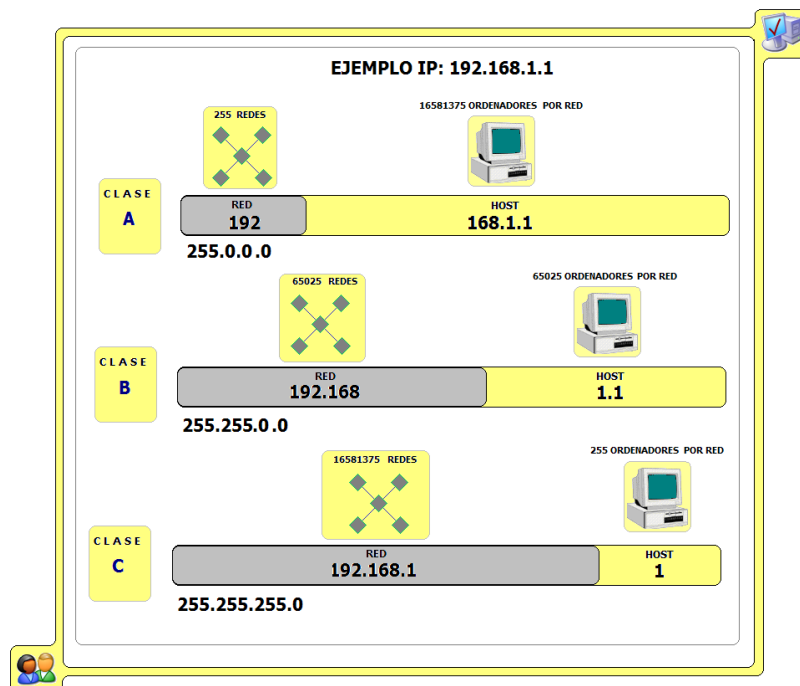 EJEMPLO IP: 192.168.1.1
255 REDES
16581375 ORDENADORES POR RED
CLASE
A
RED
192
HOST
168.1.1
255.0.0.0
65025 REDES
65025 ORDENADORES POR RED
CLASE
B
RED
192.168
HOST
1.1
255.255.0.0
16581375 REDES
255 ORDENADORES POR RED
CLASE
C
RED
192.168.1
HOST
1
255.255.255.0